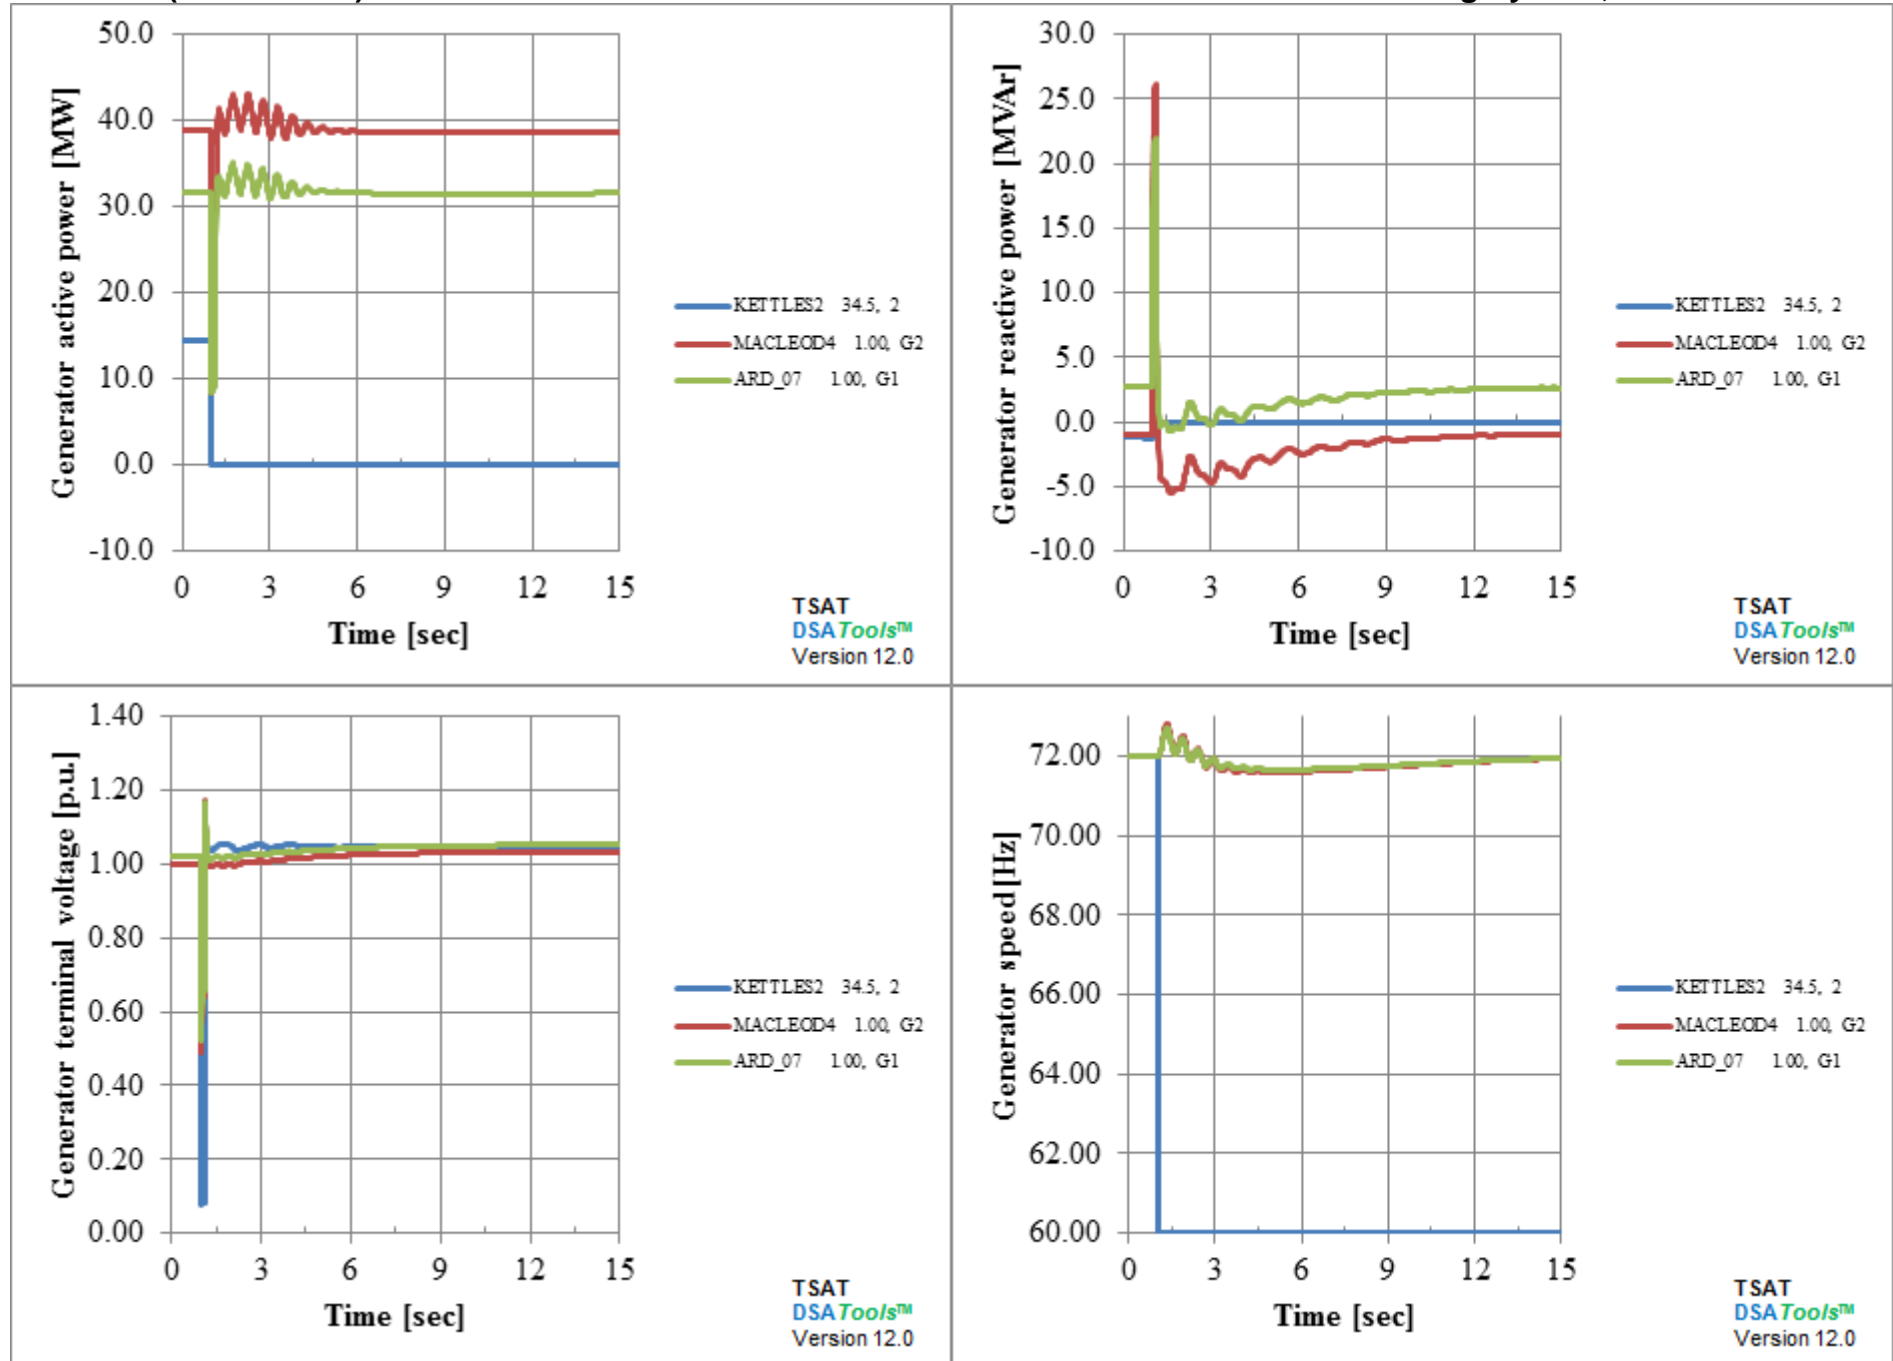 Generator active power [MW]
50.0
40.0
30.0
20.0
10.0
0.0
-10.0
0 3 6 9 12 15
Time [sec]
KETTLES2 34.5, 2
MACLEOD4 1.00, G2
ARD_07 1.00, G1
TSAT
DSATools™
Version 12.0
Generator reactive power [MVAr]
30.0
25.0
20.0
15.0
10.0
5.0
0.0
-5.0
-10.0
0 3 6 9 12 15
Time [sec]
KETTLES2 34.5, 2
MACLEOD4 1.00, G2
ARD_07 1.00, G1
TSAT
DSATools™
Version 12.0
Generator terminal voltage [p.u.]
1.40
1.20
1.00
0.80
0.60
0.40
0.20
0.00
0 3 6 9 12 15
Time [sec]
KETTLES2 34.5, 2
MACLEOD4 1.00, G2
ARD_07 1.00, G1
TSAT
DSATools™
Version 12.0
Generator speed[Hz]
72.00
70.00
68.00
66.00
64.00
62.00
60.00
0 3 6 9 12 15
Time [sec]
KETTLES2 34.5, 2
MACLEOD4 1.00, G2
ARD_07 1.00, G1
TSAT
DSATools™
Version 12.0